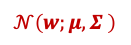 𝓝(𝒘; 𝝁, 𝜮)